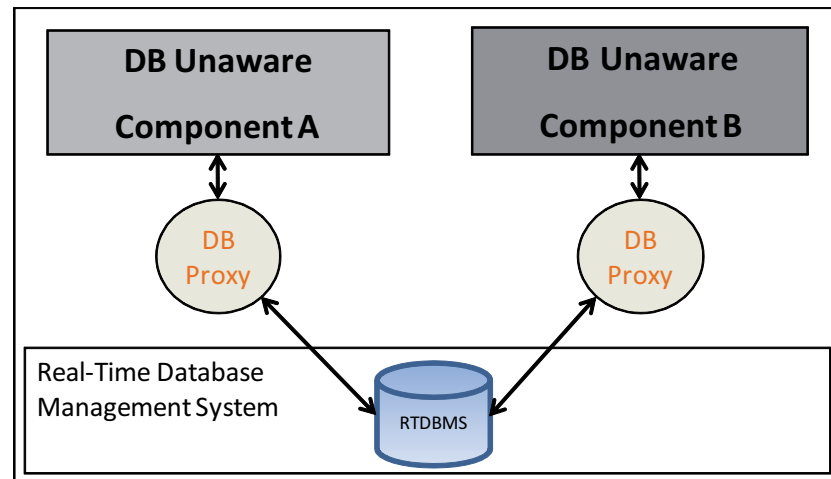 DB Unaware
Component A
DB Unaware
Component B
DB
Proxy
DB
Proxy
Real-Time Database
Management System
RTDBMS